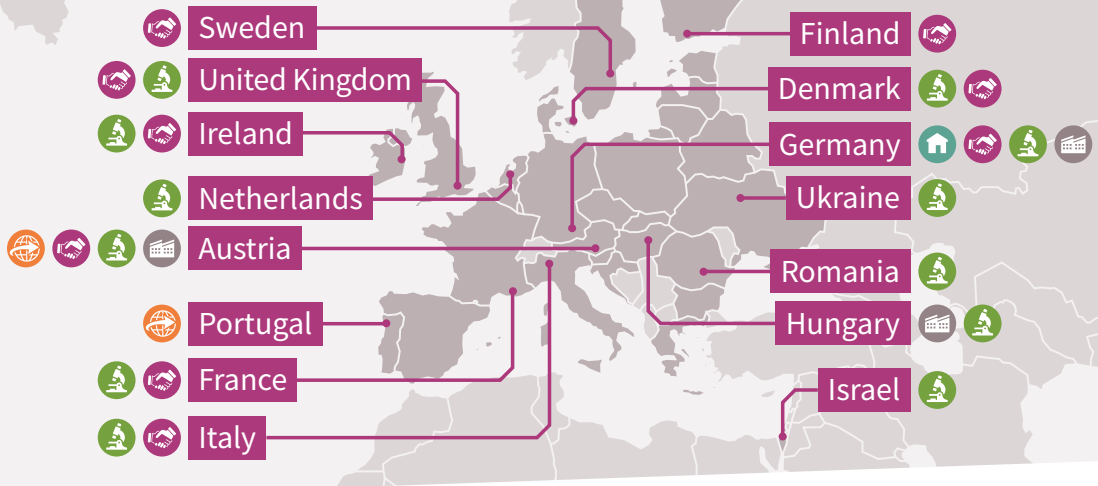 Sweden
United Kingdom
Ireland
Netherlands
Austria
Portugal
France
Italy
Finland
Denmark
Germany
Ukraine
Romania
Hungary
Israel